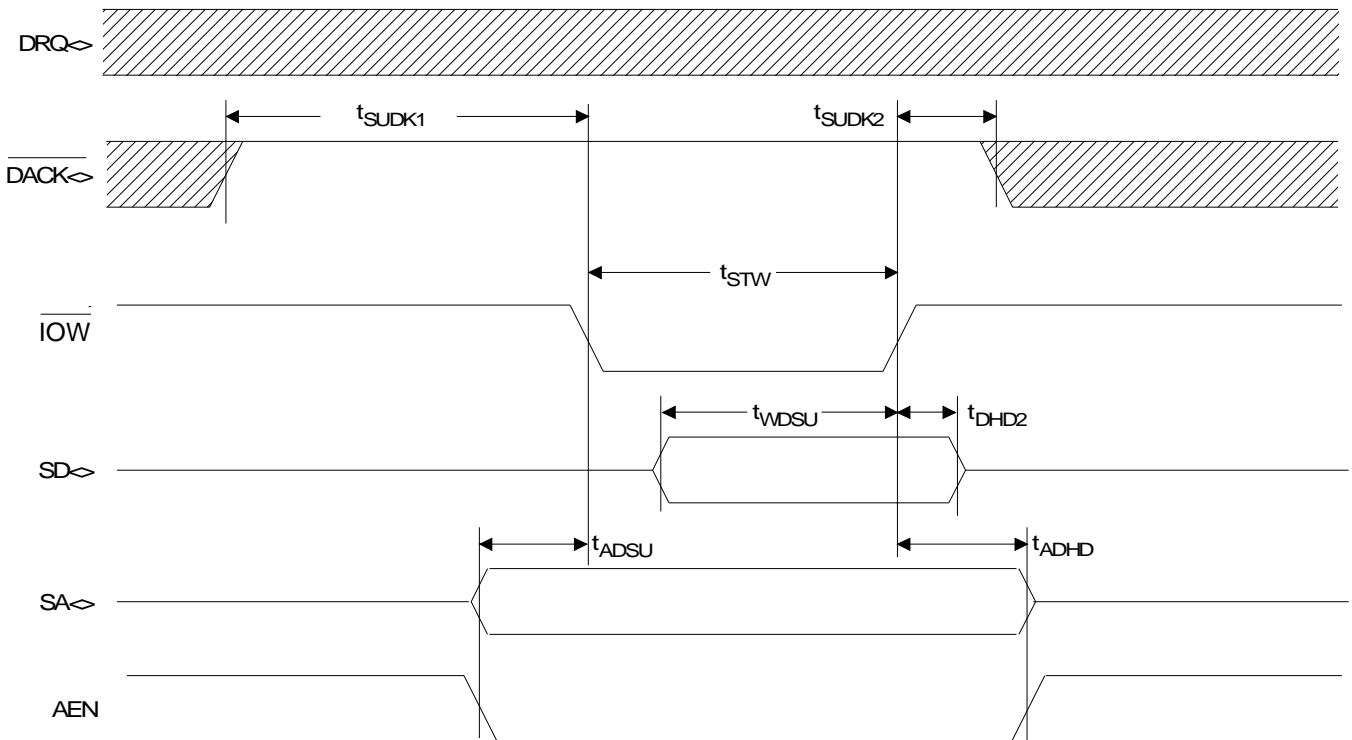 DRQ<>
tSUDK1
tSUDK2
DACK<>
tSTW
IOW
tWDSU
tDHD2
SD<>
tADSU
tADHD
SA<>
AEN